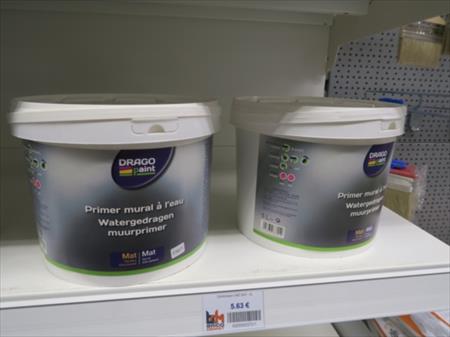 DRAGO
paint
Primer mural à l'eau
Watergedragen
muurprimer
Mat Mat
DRAGO
paint
Primer mural à l'eau
Watergedragen
muurprimer
Mat Mat
5.63 €